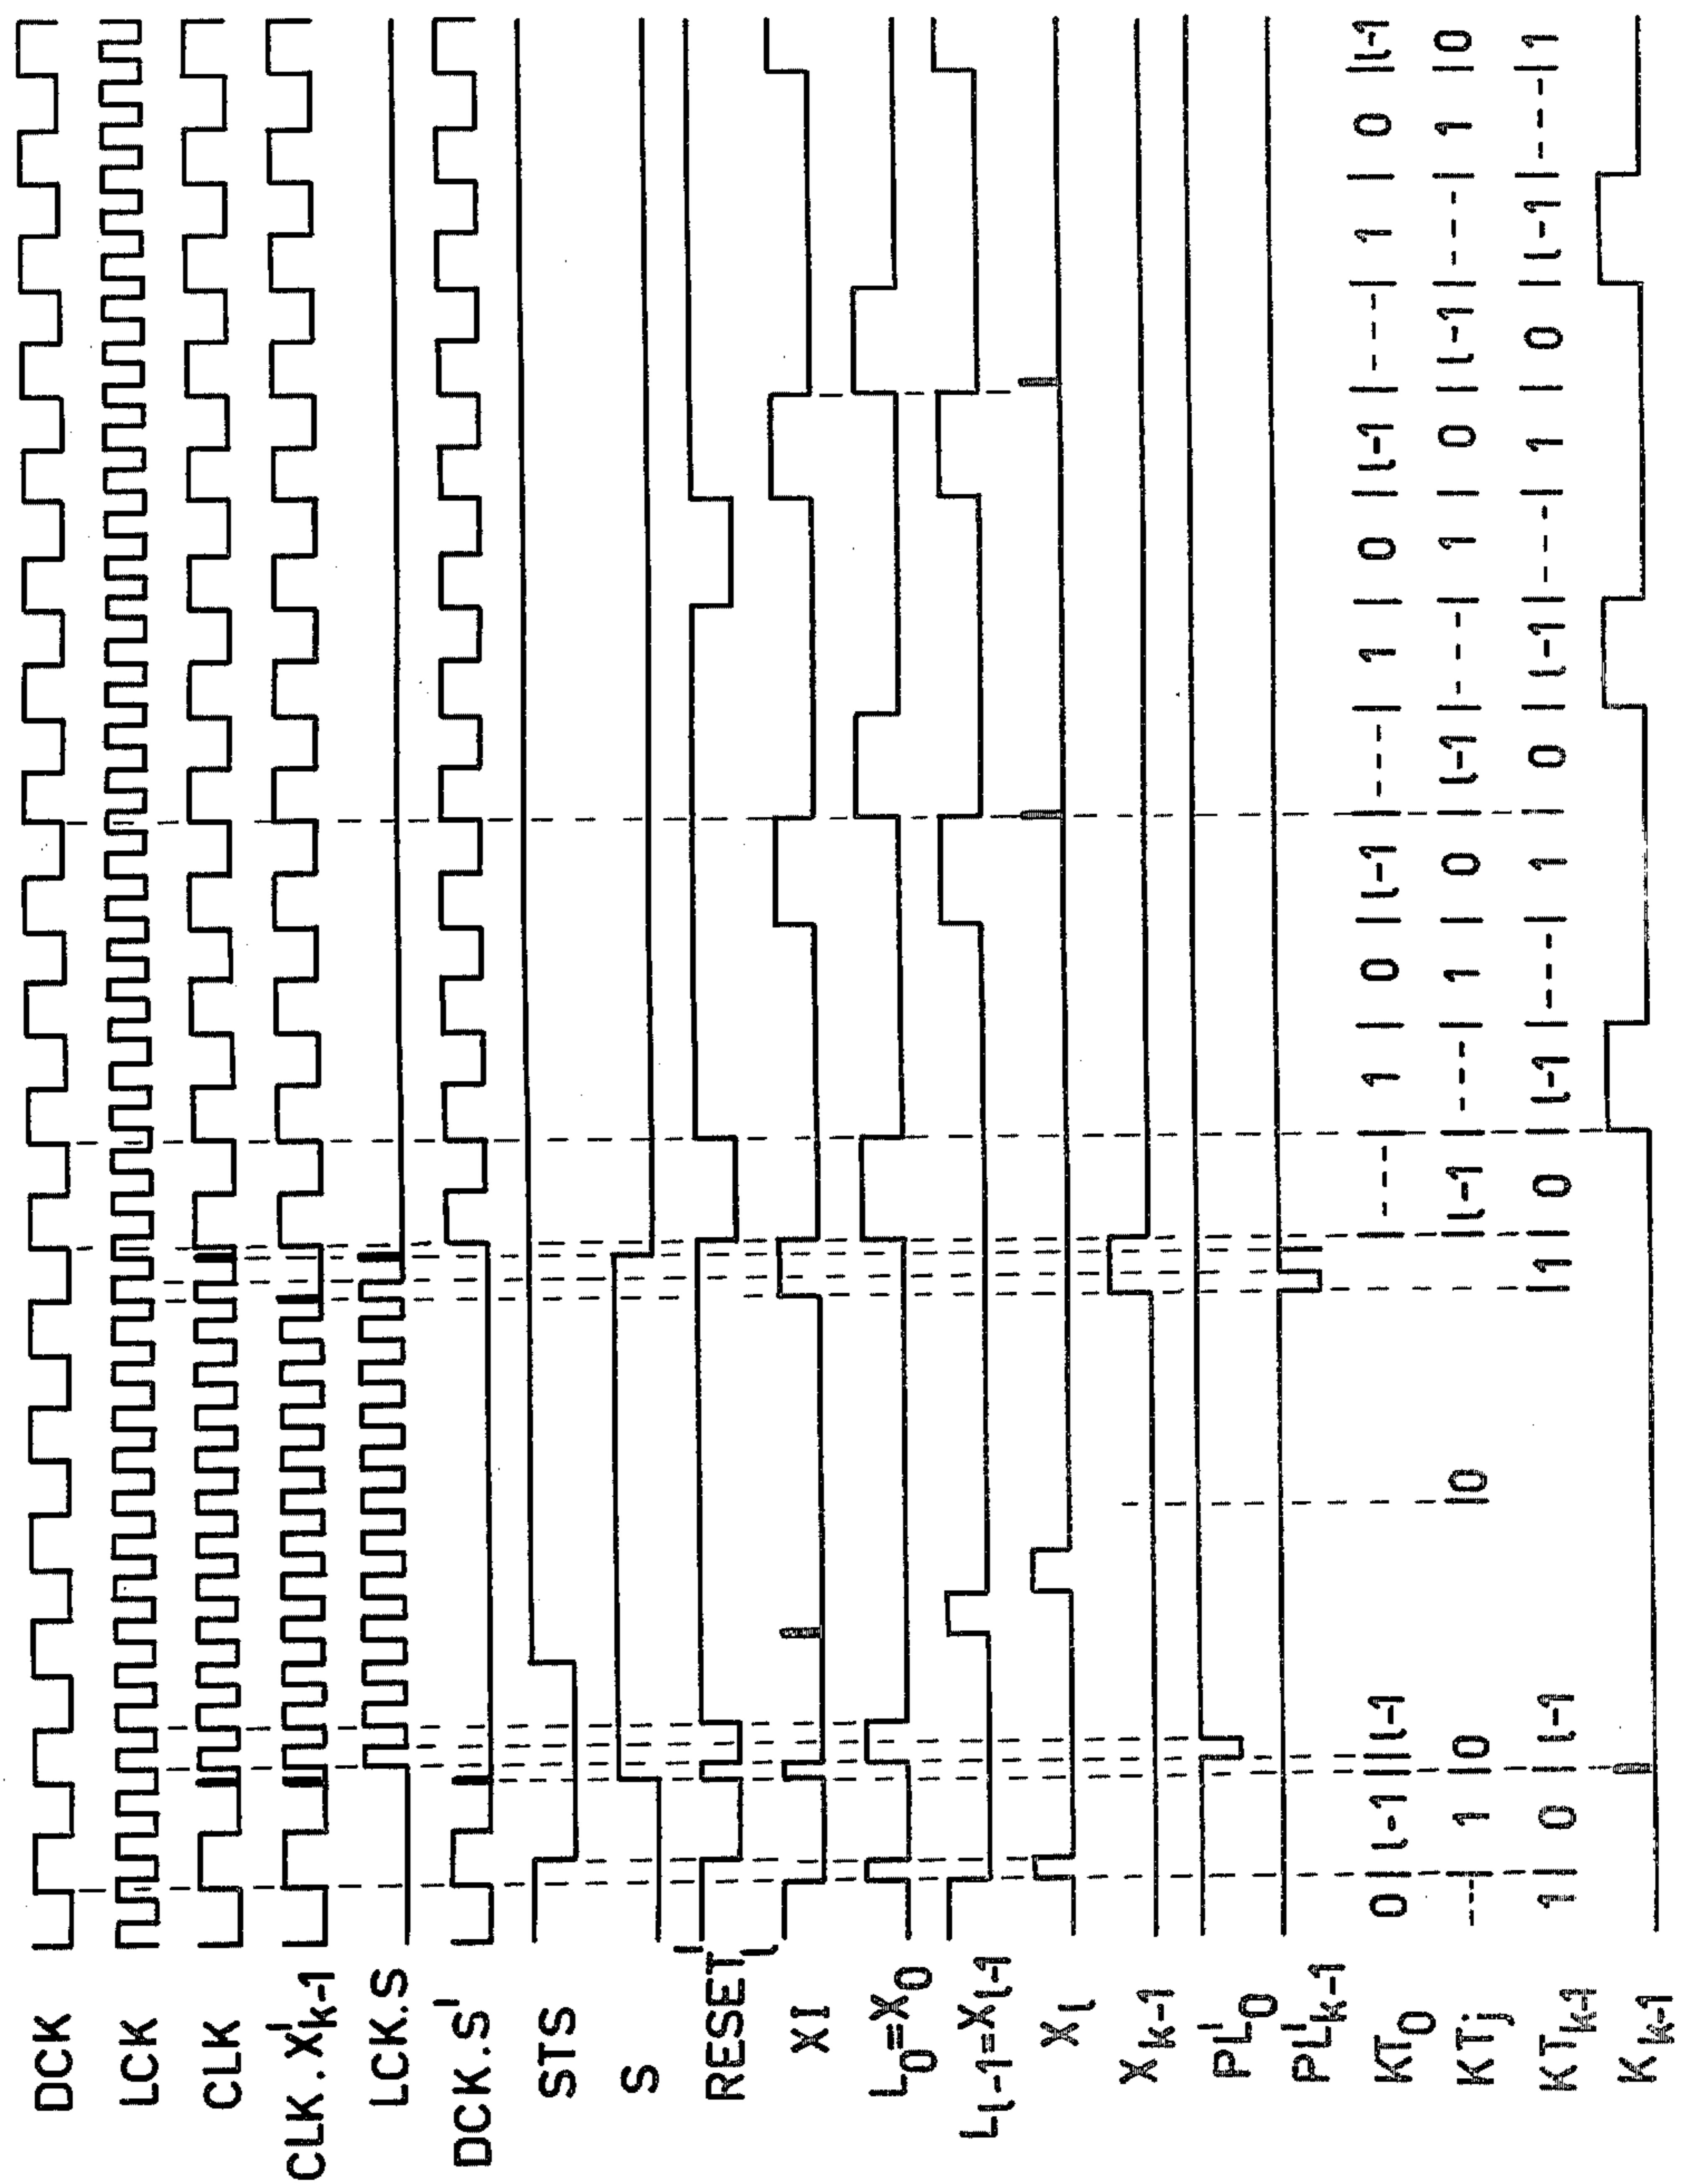 DCK
LCK
CLK
CLK.X'k-1
LCK.S
DCK.S'
STS
S
RESET'l
XI
L0=X0
Ll-1=Xl-1
Xl
Xk-1
PL'0
PL'k-1
KT0 0|l-1||l-1 |---| 1 | 0 |l-1|---| 1 | 0 |l-1|---| 1 | 0 |l-1
KTj ---| 1 |0 |0 |l-1|---| 1 | 0 |l-1|---| 1 | 0 |l-1|---| 1 |0
KTk-1 1| 0 |l-1 |1| 0 |l-1|---| 1 | 0 |l-1|---| 1 | 0 |l-1|---|1
Kk-1